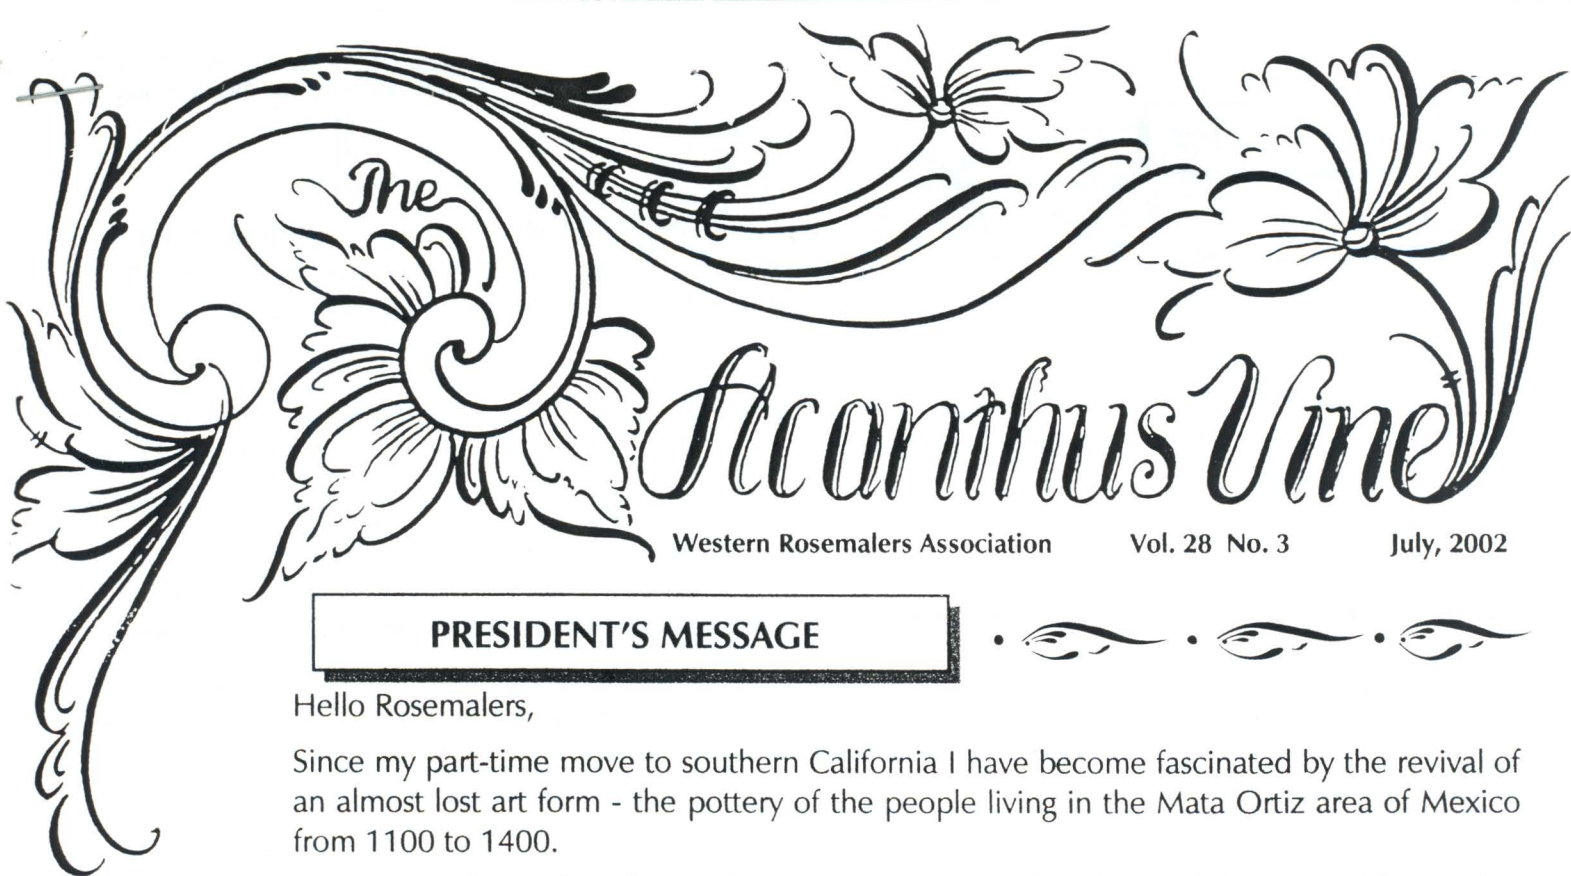 The
Acanthus Vine
Western Rosemalers Association Vol. 28 No. 3 July, 2002
PRESIDENT'S MESSAGE
Hello Rosemalers,
Since my part-time move to southern California I have become fascinated by the revival of
an almost lost art form - the pottery of the people living in the Mata Ortiz area of Mexico
from 1100 to 1400.